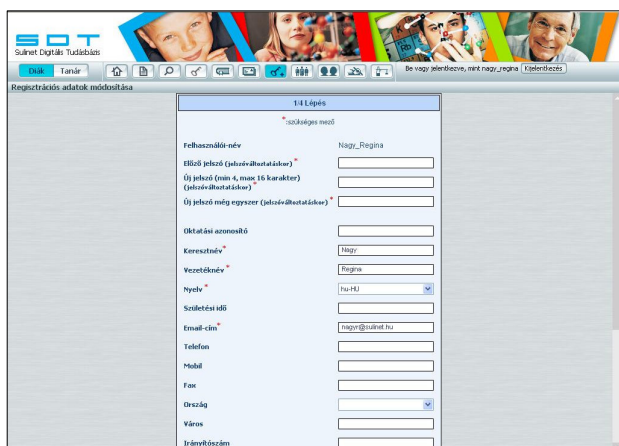 SDT
Sulinet Digitális Tudásbázis
Diák Tanár
Be vagy jelentkezve, mint nagy_regina Kijelentkezés
Regisztrációs adatok módosítása
1/4 Lépés
*:szükséges mező
Felhasználói-név Nagy_Regina
Előző jelszó (jelszóváltoztatáskor) *
Új jelszó (min 4, max 16 karakter)
(jelszóváltoztatáskor) *
Új jelszó még egyszer (jelszóváltoztatáskor) *
Oktatási azonosító
Keresztnév * Nagy
Vezetéknév * Regina
Nyelv * hu-HU
Születési idő
Email-cím * nagyr@sulinet.hu
Telefon
Mobil
Fax
Ország
Város
Irányítószám